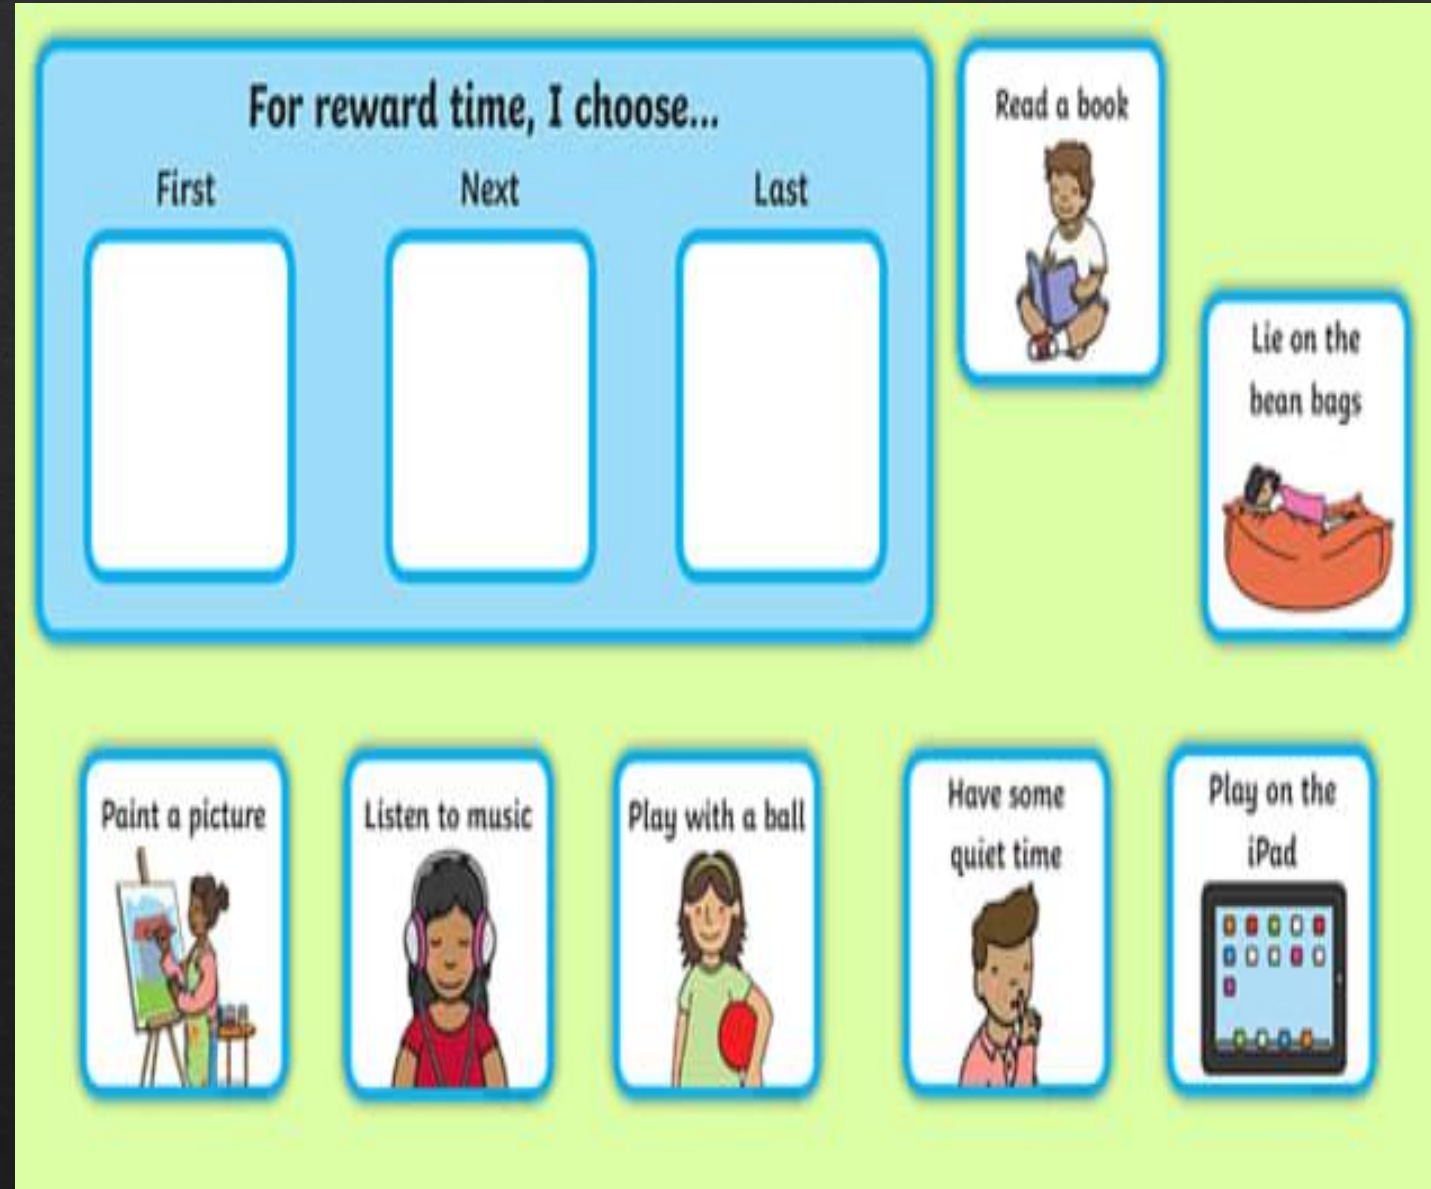 For reward time, I choose...
First Next Last
Read a book
Lie on the
bean bags
Paint a picture
Listen to music
Play with a ball
Have some
quiet time
Play on the
iPad